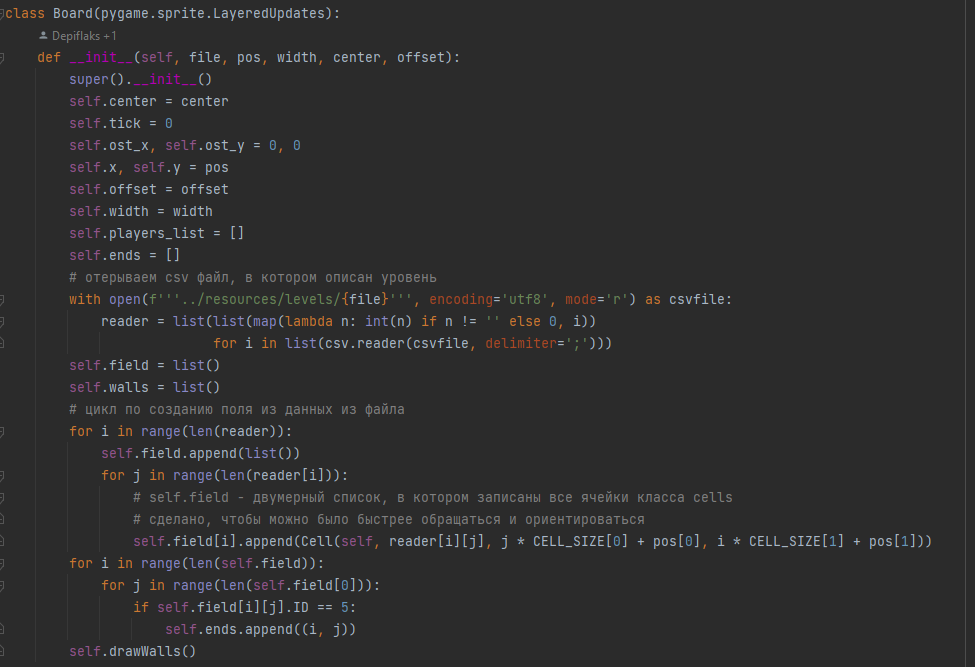 class Board(pygame.sprite.LayeredUpdates):
Depiflaks +1
def __init__(self, file, pos, width, center, offset):
super().__init__()
self.center = center
self.tick = 0
self.ost_x, self.ost_y = 0, 0
self.x, self.y = pos
self.offset = offset
self.width = width
self.players_list = []
self.ends = []
# отерываем csv файл, в котором описан уровень
with open(f'''../resources/levels/{file}''', encoding='utf8', mode='r') as csvfile:
reader = list(list(map(lambda n: int(n) if n != '' else 0, i))
for i in list(csv.reader(csvfile, delimiter=';')))
self.field = list()
self.walls = list()
# цикл по созданию поля из данных из файла
for i in range(len(reader)):
self.field.append(list())
for j in range(len(reader[i])):
# self.field - двумерный список, в котором записаны все ячейки класса cells
# сделано, чтобы можно было быстрее обращаться и ориентироваться
self.field[i].append(Cell(self, reader[i][j], j * CELL_SIZE[0] + pos[0], i * CELL_SIZE[1] + pos[1]))
for i in range(len(self.field)):
for j in range(len(self.field[0])):
if self.field[i][j].ID == 5:
self.ends.append((i, j))
self.drawWalls()